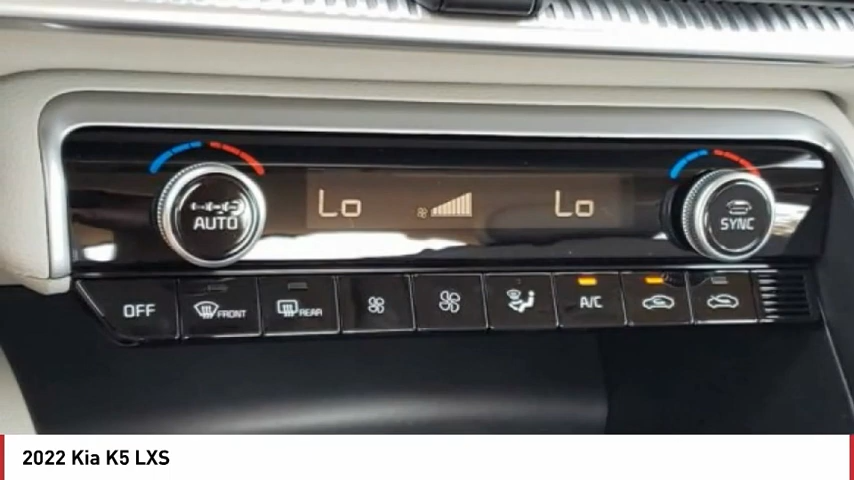 Lo Lo
AUTO SYNC
OFF FRONT REAR A/C
2022 Kia K5 LXS